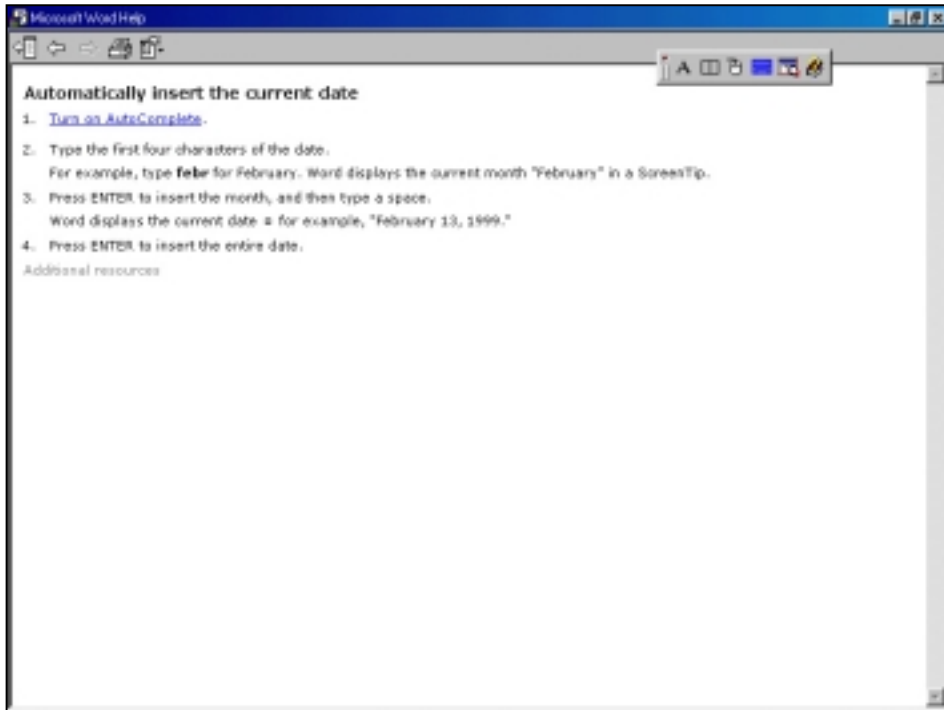 Microsoft Word Help
A
Automatically insert the current date
1. Turn on AutoComplete.
2. Type the first four characters of the date.
For example, type febr for February. Word displays the current month "February" in a ScreenTip.
3. Press ENTER to insert the month, and then type a space.
Word displays the current date = for example, "February 13, 1999."
4. Press ENTER to insert the entire date.
Additional resources